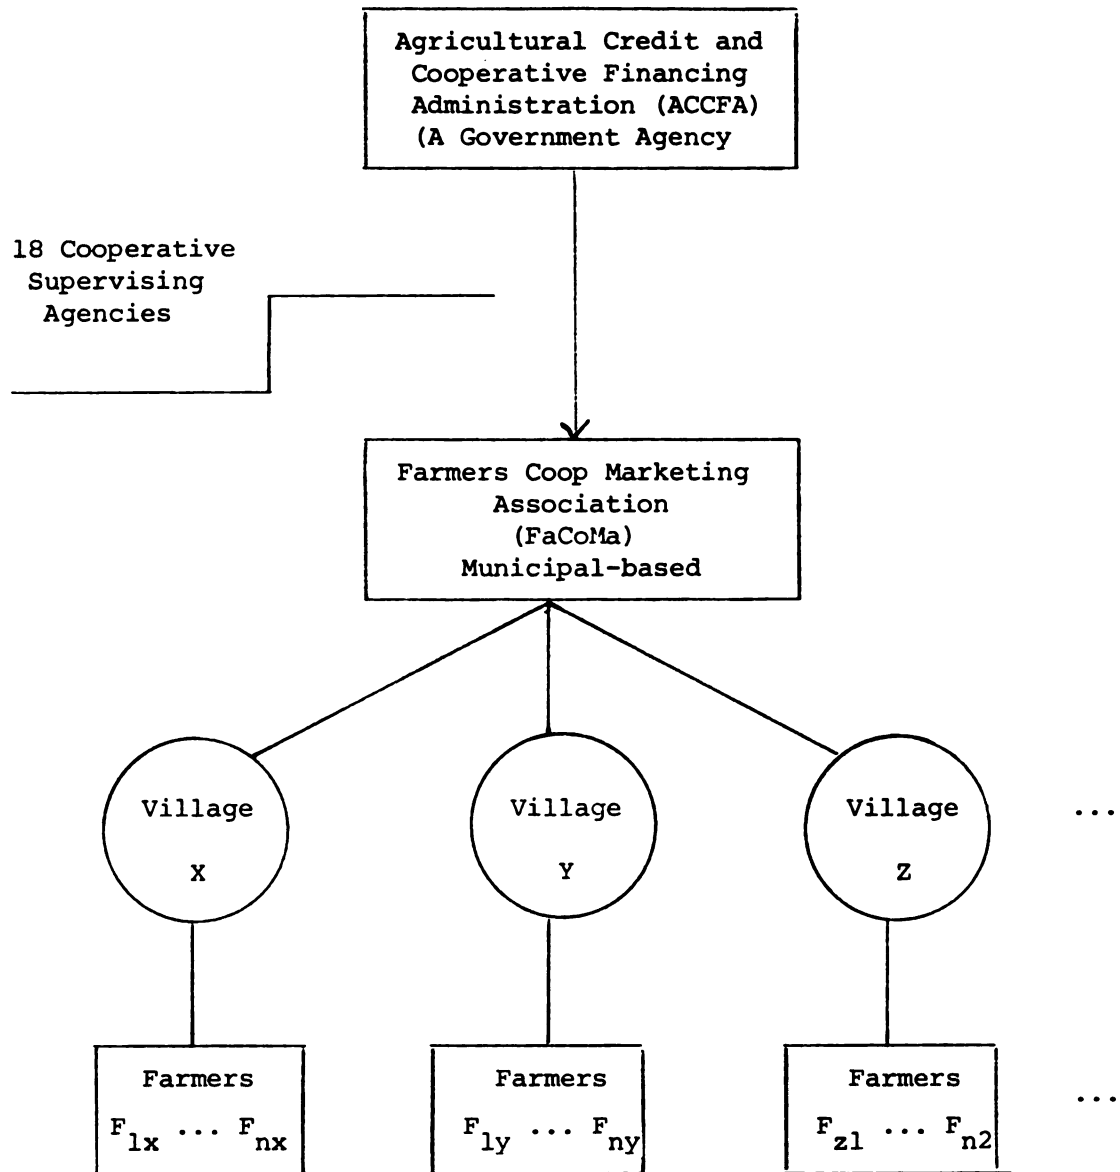 Agricultural Credit and
Cooperative Financing
Administration (ACCFA)
(A Government Agency
18 Cooperative
Supervising
Agencies
Farmers Coop Marketing
Association
(FaCoMa)
Municipal-based
Village
X
Village
Y
Village
Z
...
Farmers
F1x ... Fnx
Farmers
F1y ... Fny
Farmers
Fz1 ... Fn2
...